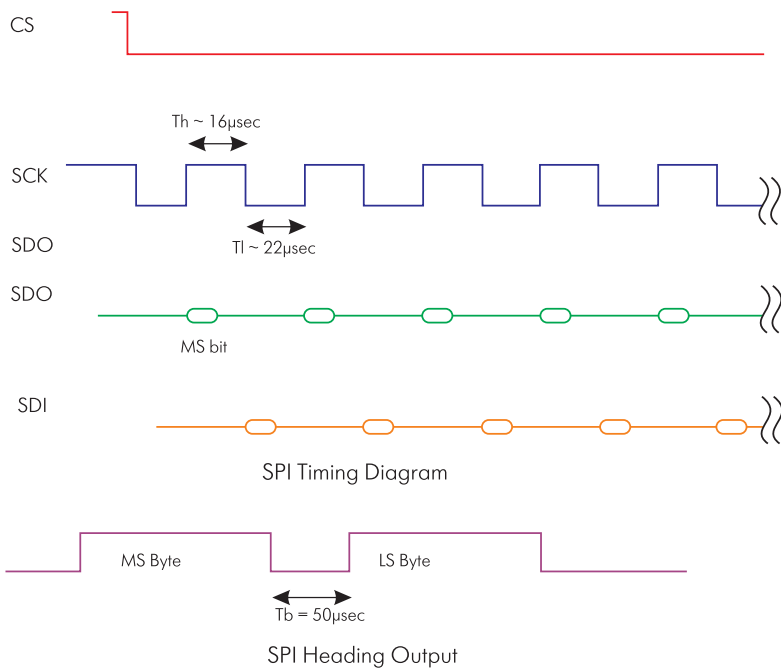 CS
Th ~ 16µsec
SCK
Tl ~ 22µsec
SDO
SDO
MS bit
SDI
SPI Timing Diagram
MS Byte
LS Byte
Tb = 50µsec
SPI Heading Output